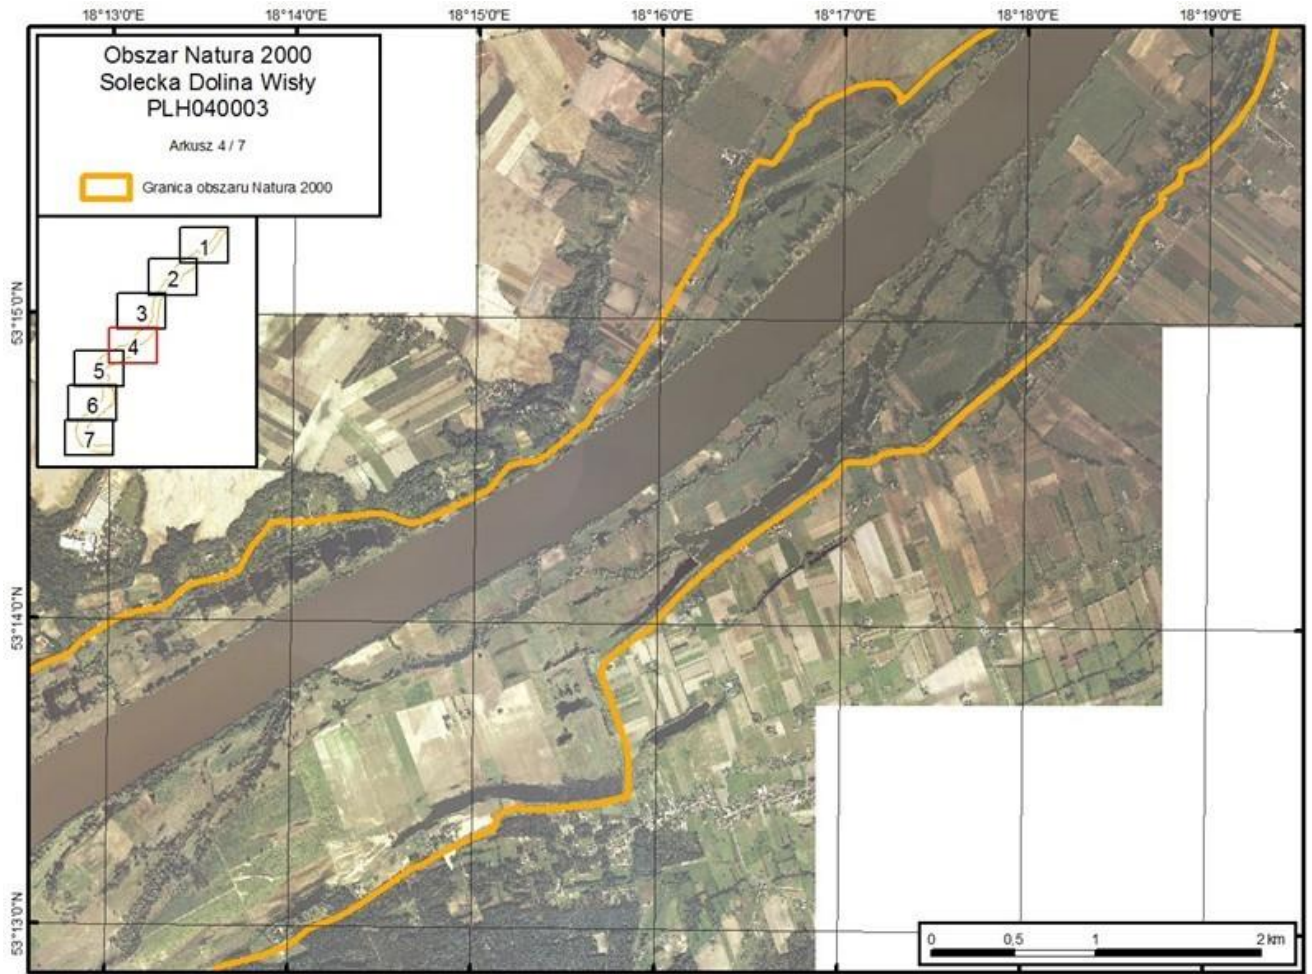 18°13'0"E 18°14'0"E 18°15'0"E 18°16'0"E 18°17'0"E 18°18'0"E 18°19'0"E
Obszar Natura 2000
Solecka Dolina Wisły
PLH040003
Arkusz 4 / 7
Granica obszaru Natura 2000
1
2
3
4
5
6
7
53°15'0"N
53°14'0"N
53°13'0"N
0 0,5 1 2 km